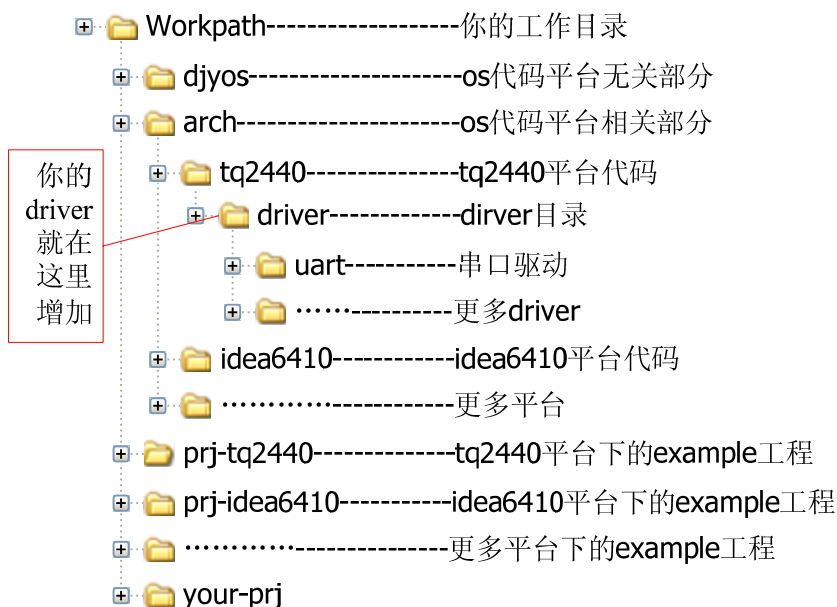 Workpath--------------------你的工作目录
djyos---------------------os代码平台无关部分
arch----------------------os代码平台相关部分
tq2440---------------tq2440平台代码
driver-------------dirver目录
uart-----------串口驱动
……----------更多driver
idea6410------------idea6410平台代码
…………------------更多平台
prj-tq2440--------------tq2440平台下的example工程
prj-idea6410-----------idea6410平台下的example工程
…………---------------更多平台下的example工程
your-prj
你的
driver
就在
这里
增加